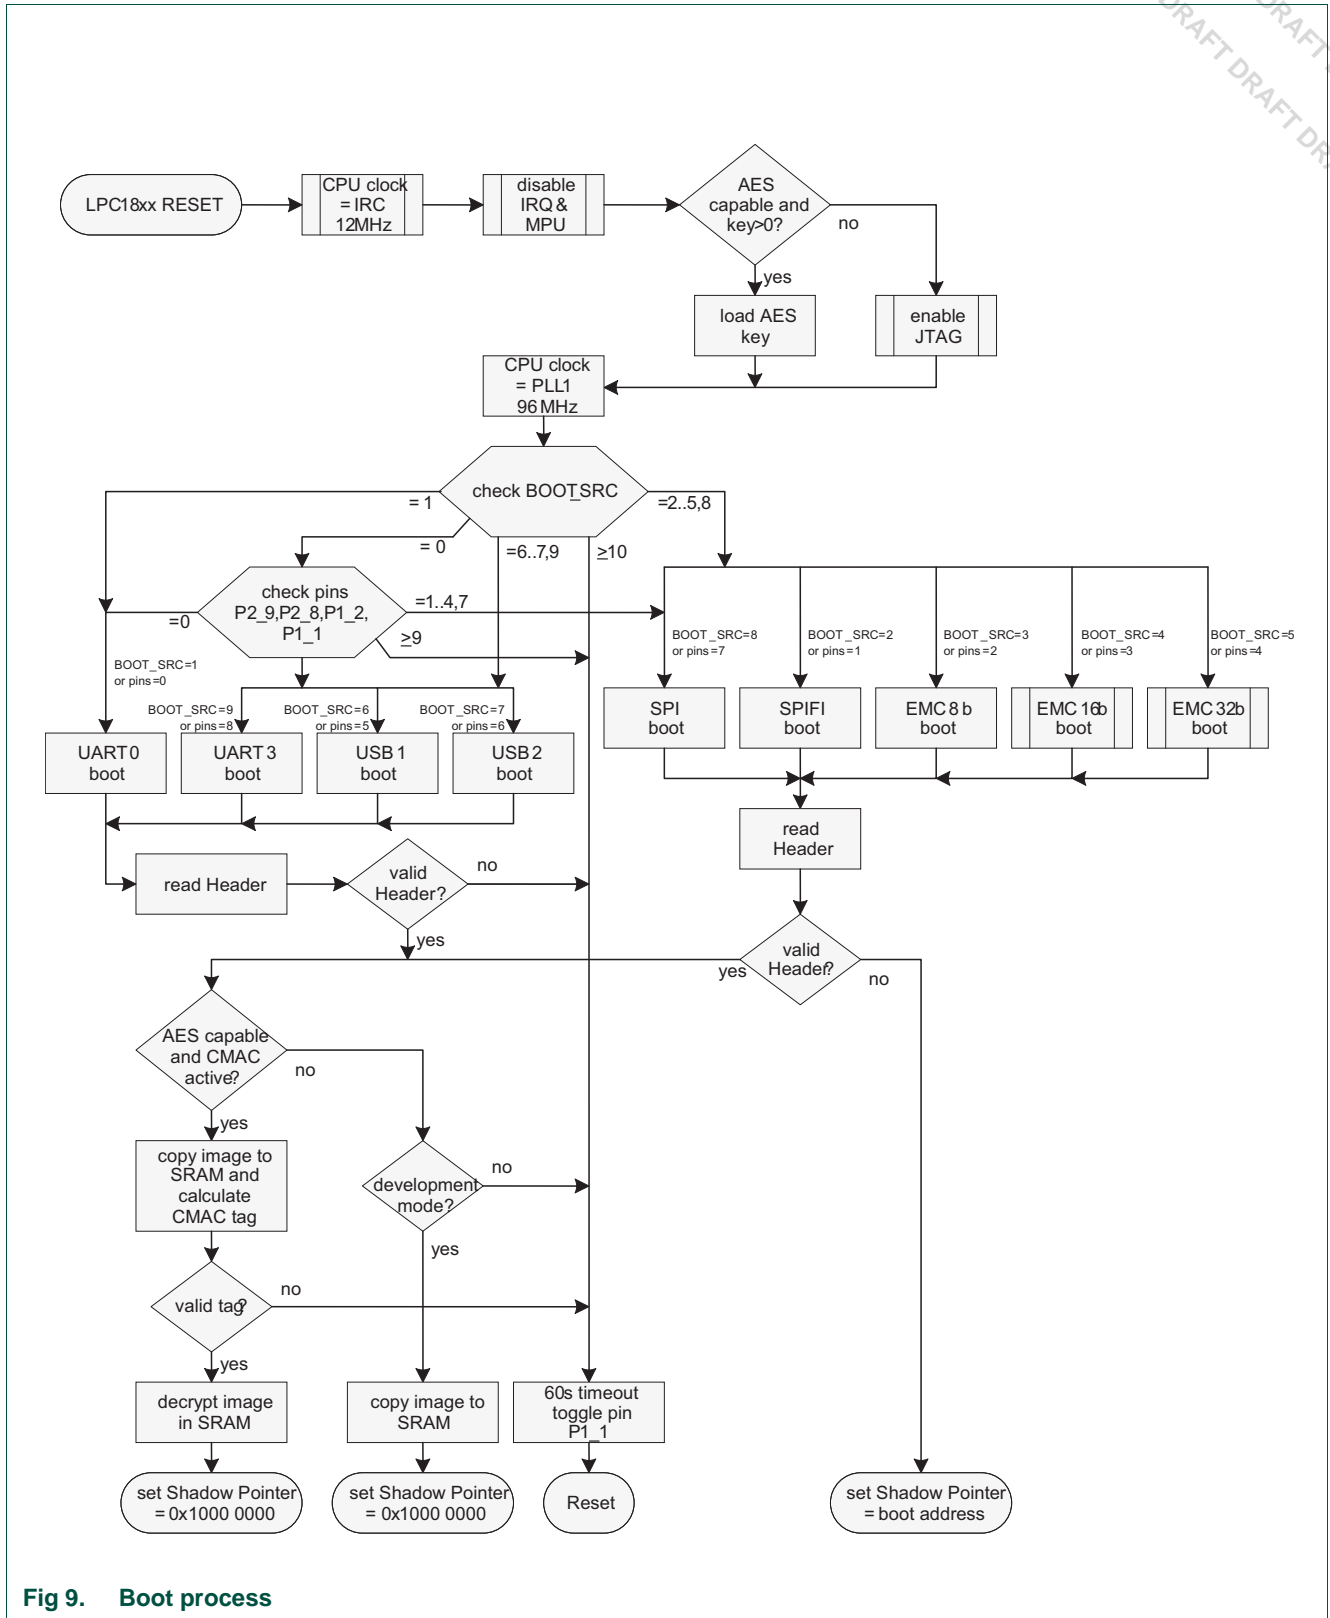 DRAFT DRAFT DR
DRAFT
LPC18xx RESET
CPU clock
= IRC
12MHz
disable
IRQ &
MPU
AES
capable and
key>0?
no
yes
load AES
key
enable
JTAG
CPU clock
= PLL1
96 MHz
check BOOT_SRC
= 1
=2..5,8
= 0
=6..7,9
≥10
check pins
P2_9,P2_8,P1_2,
P1_1
=0
=1..4,7
≥9
BOOT_SRC=1
or pins=0
BOOT_SRC=9
or pins=8
BOOT_SRC=6
or pins=5
BOOT_SRC=7
or pins=6
BOOT_SRC=8
or pins=7
BOOT_SRC=2
or pins=1
BOOT_SRC=3
or pins=2
BOOT_SRC=4
or pins=3
BOOT_SRC=5
or pins=4
UART0
boot
UART3
boot
USB1
boot
USB2
boot
SPI
boot
SPIFI
boot
EMC 8b
boot
EMC 16b
boot
EMC 32b
boot
read Header
valid
Header?
no
yes
read
Header
valid
Header?
yes
no
AES capable
and CMAC
active?
no
yes
copy image to
SRAM and
calculate
CMAC tag
development
mode?
no
yes
valid tag?
no
yes
decrypt image
in SRAM
copy image to
SRAM
60s timeout
toggle pin
P1_1
set Shadow Pointer
= 0x1000 0000
set Shadow Pointer
= 0x1000 0000
Reset
set Shadow Pointer
= boot address
Fig 9. Boot process